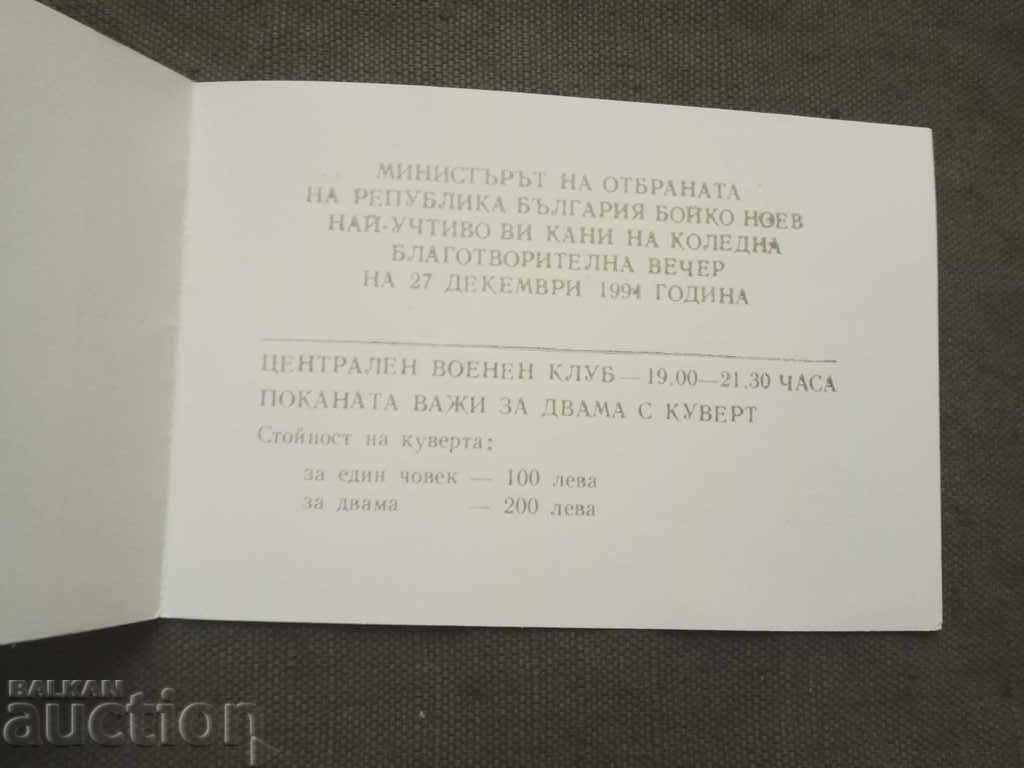 МИНИСТЪРЪТ НА ОТБРАНАТА
НА РЕПУБЛИКА БЪЛГАРИЯ БОЙКО НОЕВ
НАЙ-УЧТИВО ВИ КАНИ НА КОЛЕДНА
БЛАГОТВОРИТЕЛНА ВЕЧЕР
НА 27 ДЕКЕМВРИ 1994 ГОДИНА
ЦЕНТРАЛЕН ВОЕНЕН КЛУБ — 19.00—21.30 ЧАСА
ПОКАНАТА ВАЖИ ЗА ДВАМА С КУВЕРТ
Стойност на куверта:
за един човек — 100 лева
за двама — 200 лева
BALKAN
auction